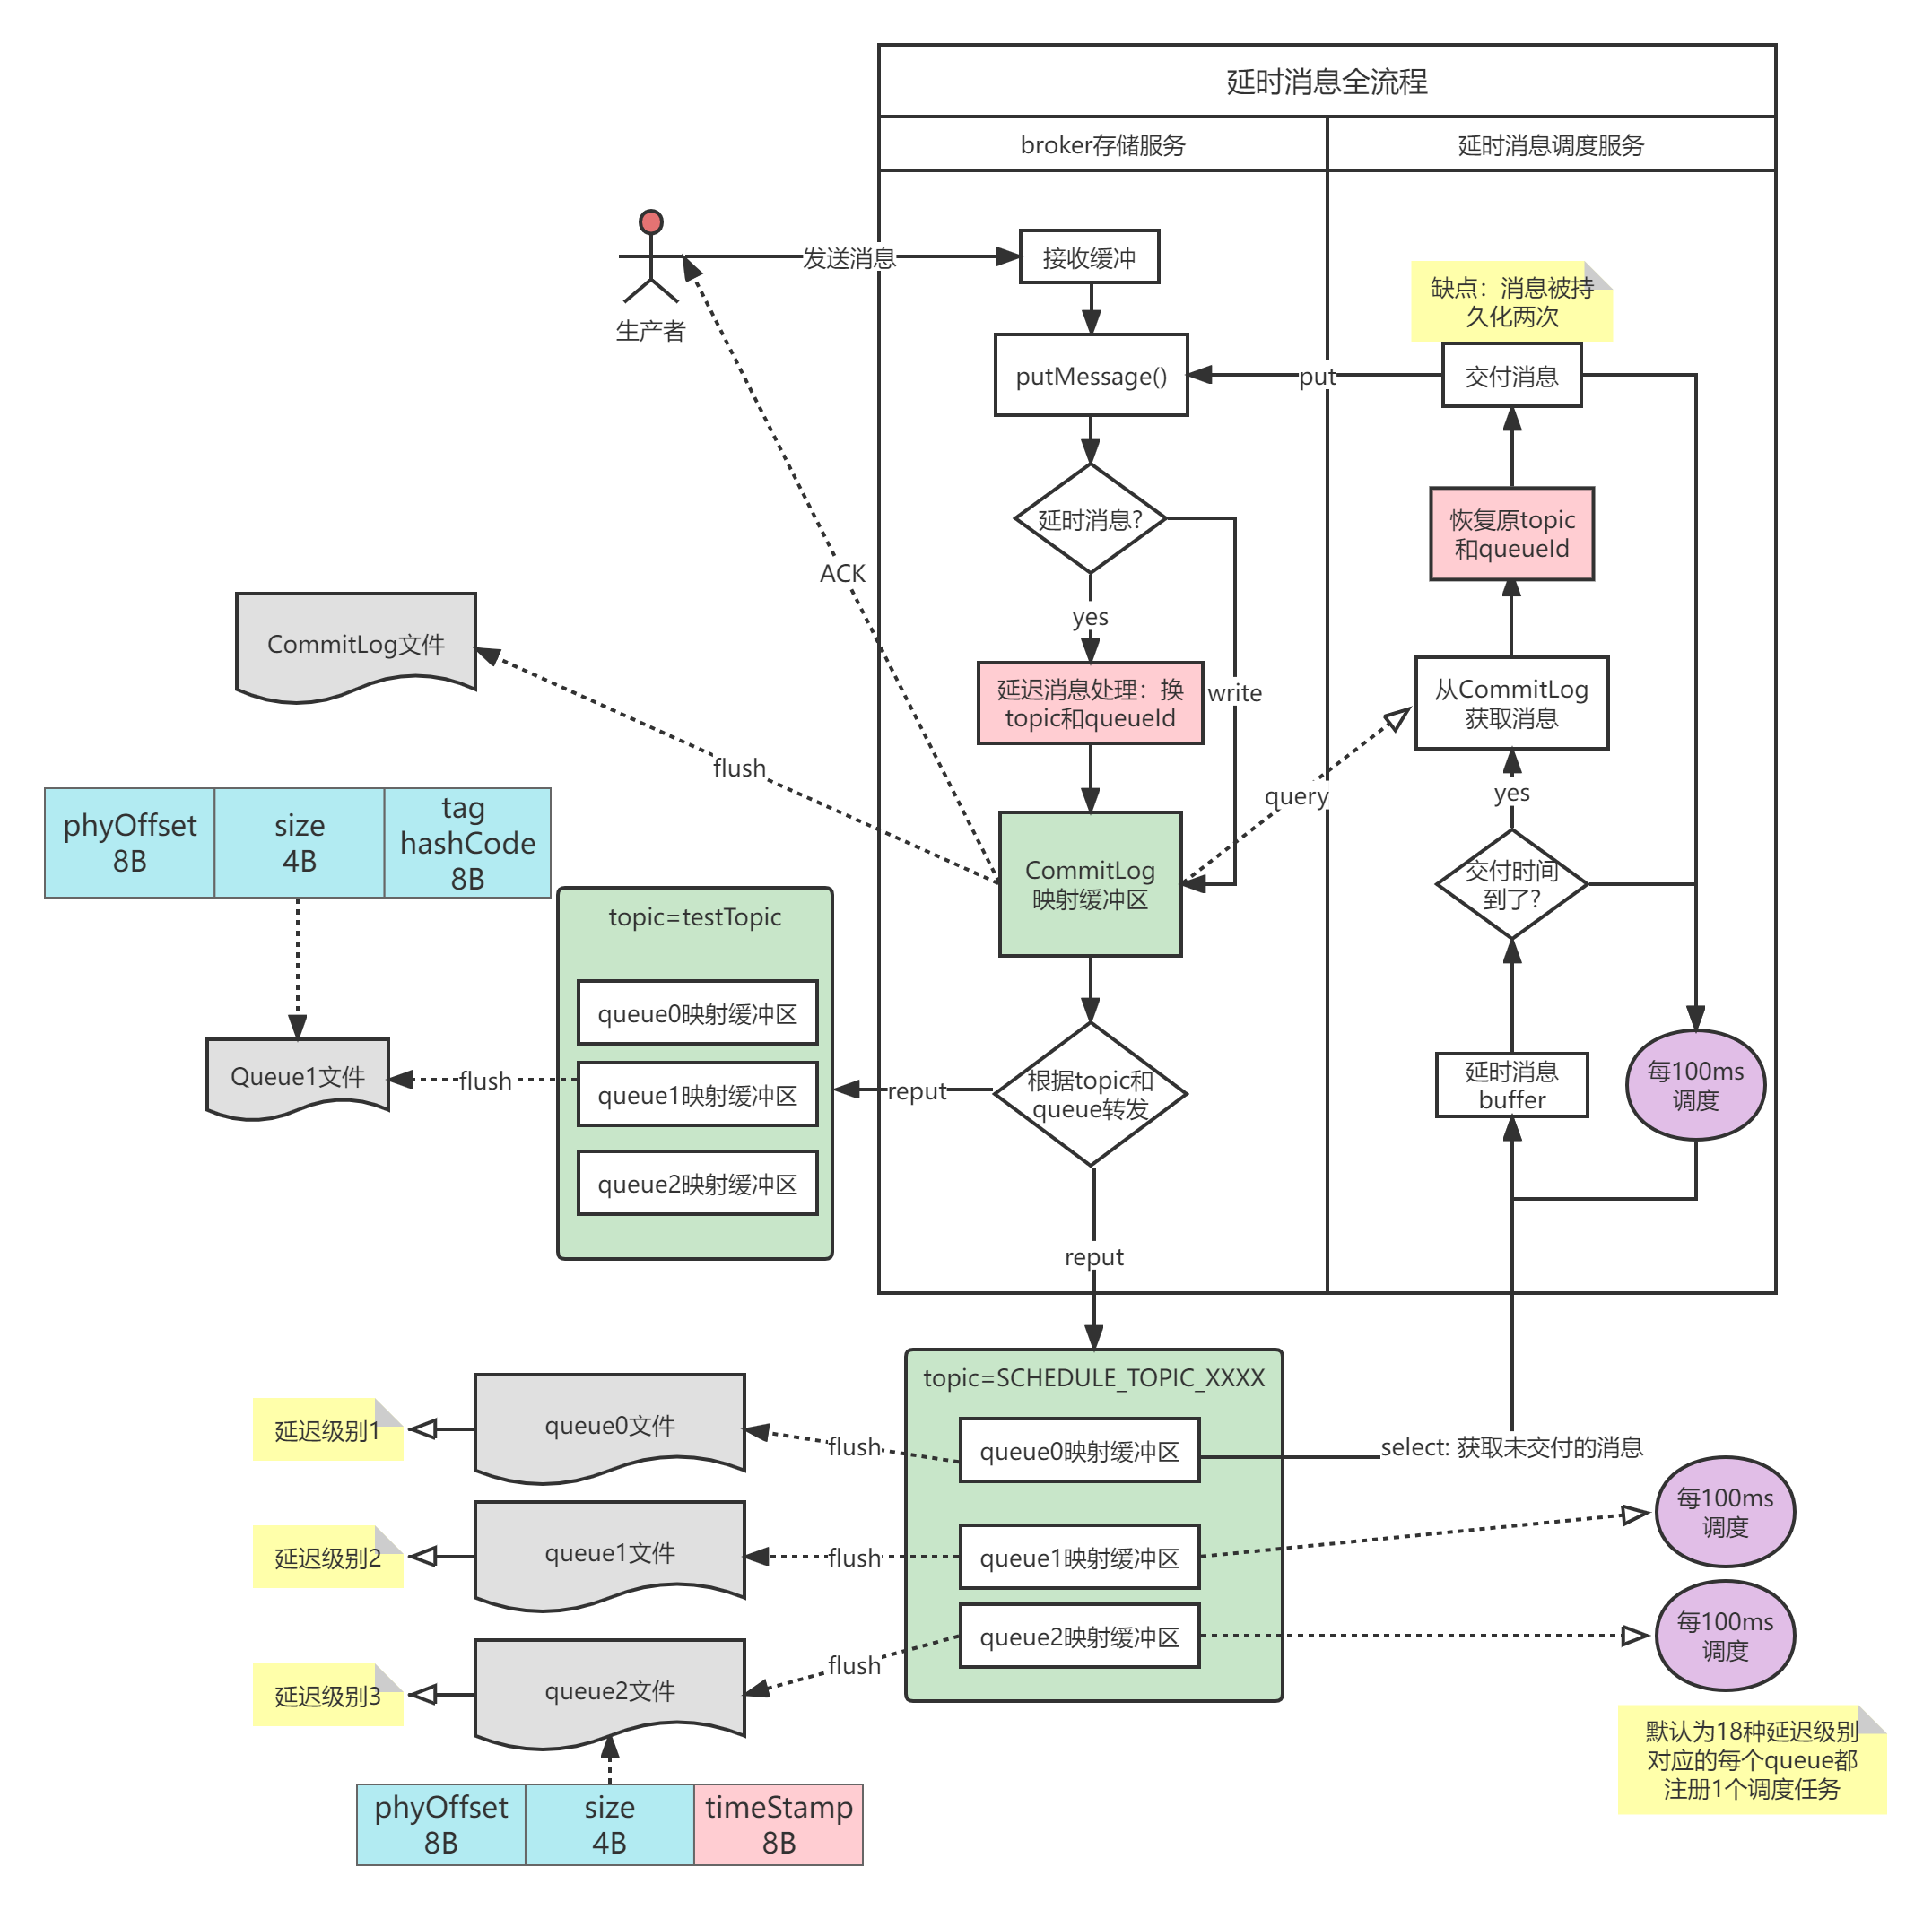 延时消息全流程
broker存储服务
延时消息调度服务
发送消息
接收缓冲
生产者
缺点：消息被持
久化两次
putMessage()
put
交付消息
延时消息?
恢复原topic
和queueId
ACK
yes
CommitLog文件
延迟消息处理：换
topic和queueId
write
从CommitLog
获取消息
flush
query
yes
phyOffset
8B
size
4B
tag
hashCode
8B
CommitLog
映射缓冲区
交付时间
到了?
topic=testTopic
queue0映射缓冲区
queue1映射缓冲区
queue2映射缓冲区
Queue1文件
flush
reput
根据topic和
queue转发
延时消息
buffer
每100ms
调度
reput
topic=SCHEDULE_TOPIC_XXXX
延迟级别1
queue0文件
flush
queue0映射缓冲区
select: 获取未交付的消息
每100ms
调度
延迟级别2
queue1文件
flush
queue1映射缓冲区
每100ms
调度
延迟级别3
queue2文件
flush
queue2映射缓冲区
默认为18种延迟级别
对应的每个queue都
注册1个调度任务
phyOffset
8B
size
4B
timeStamp
8B